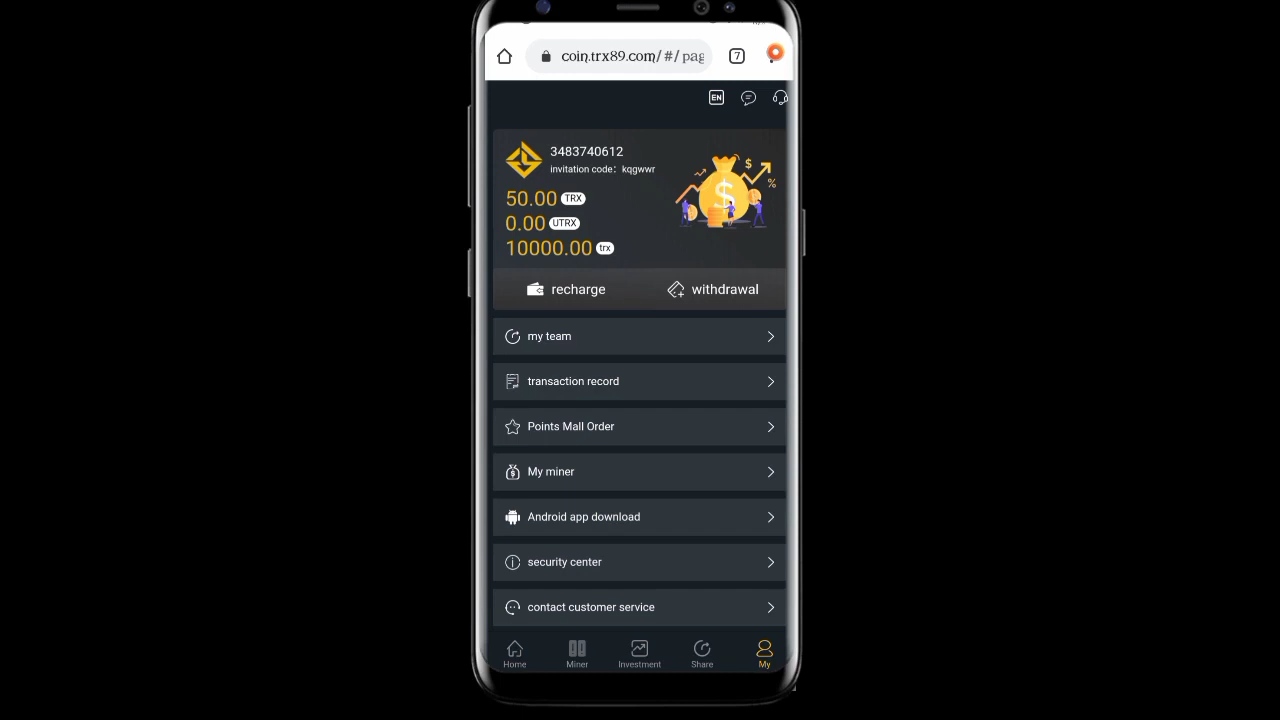 coin.trx89.com/#/pag
7
EN
3483740612
invitation code: kqgwwr
50.00 TRX
0.00 UTRX
10000.00 trx
$
%
$
recharge
withdrawal
my team
transaction record
Points Mall Order
My miner
Android app download
security center
contact customer service
Home
Miner
Investment
Share
My